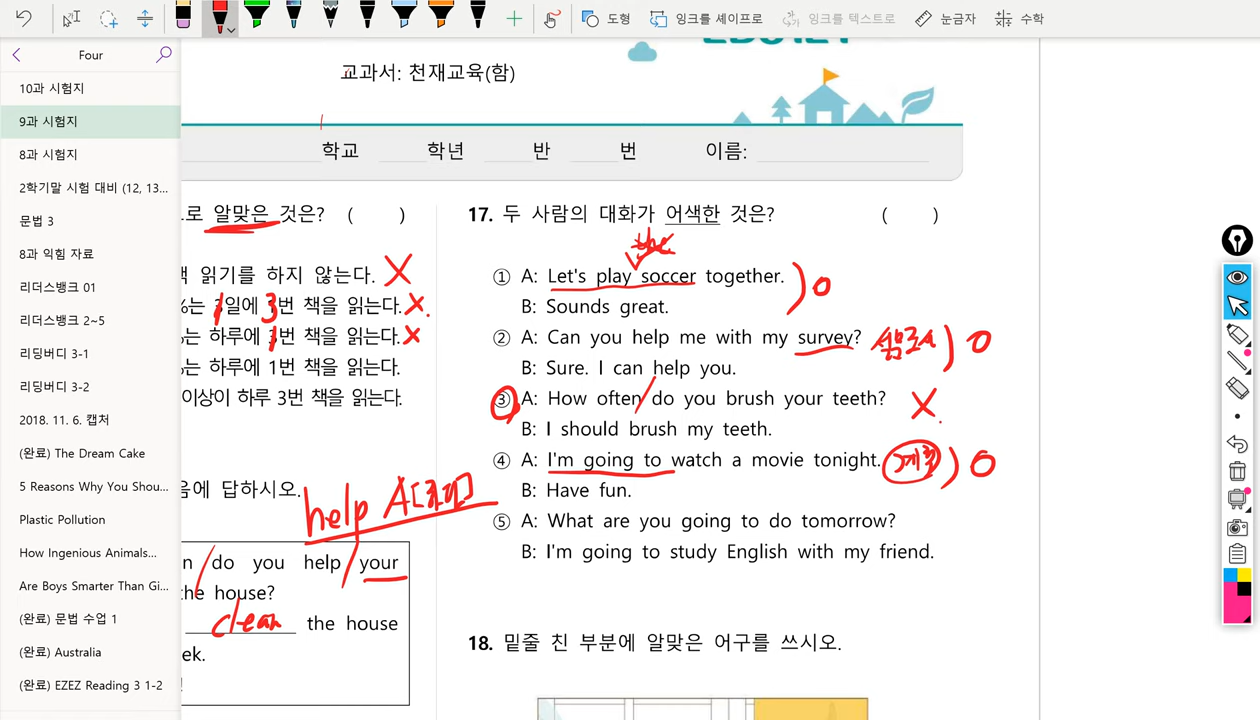 도형
잉크를 셰이프로
잉크를 텍스트로
눈금자
수학
Four
10과 시험지
9과 시험지
8과 시험지
2학기말 시험 대비 (12, 13...
문법 3
8과 익힘 자료
리더스뱅크 01
리더스뱅크 2~5
리딩버디 3-1
리딩버디 3-2
2018. 11. 6. 캡처
(완료) The Dream Cake
5 Reasons Why You Shou...
Plastic Pollution
How Ingenious Animals...
Are Boys Smarter Than Gi...
(완료) 문법 수업 1
(완료) Australia
(완료) EZEZ Reading 3 1-2
교과서: 천재교육(함)
학교 학년 반 번 이름:
으로 알맞은 것은? ( )
책 읽기를 하지 않는다. X
%는 3일에 1번 책을 읽는다. X
1 3
%는 하루에 3번 책을 읽는다. X
1
%는 하루에 1번 책을 읽는다.
이상이 하루 3번 책을 읽는다.
음에 답하시오.
help A
n do you help your
the house?
clean the house
ek.
17. 두 사람의 대화가 어색한 것은? ( )
the
① A: Let's play soccer together.
B: Sounds great.
② A: Can you help me with my survey? 설문조사
B: Sure. I can help you.
③ A: How often do you brush your teeth? X
B: I should brush my teeth.
④ A: I'm going to watch a movie tonight. 계획
B: Have fun.
⑤ A: What are you going to do tomorrow?
B: I'm going to study English with my friend.
18. 밑줄 친 부분에 알맞은 어구를 쓰시오.